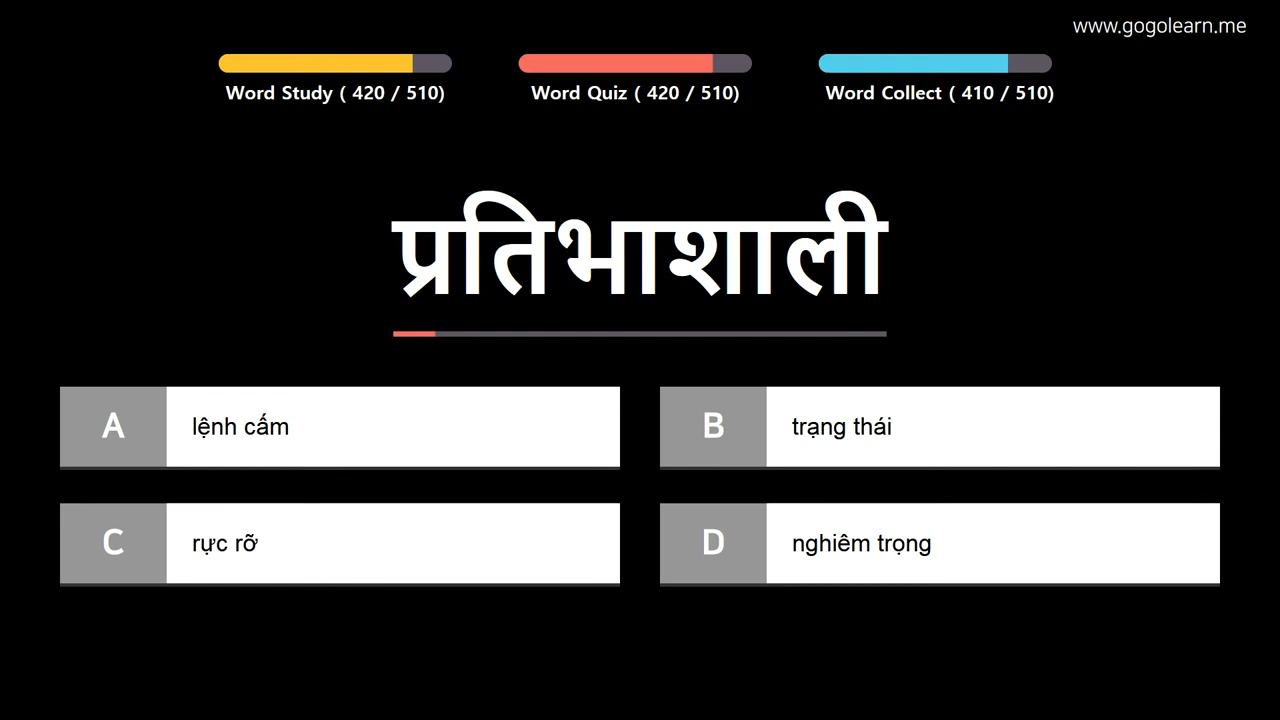 www.gogolearn.me
Word Study ( 420 / 510)
Word Quiz ( 420 / 510)
Word Collect ( 410 / 510)
प्रतिभाशाली
A lệnh cấm
B trạng thái
C rực rỡ
D nghiêm trọng